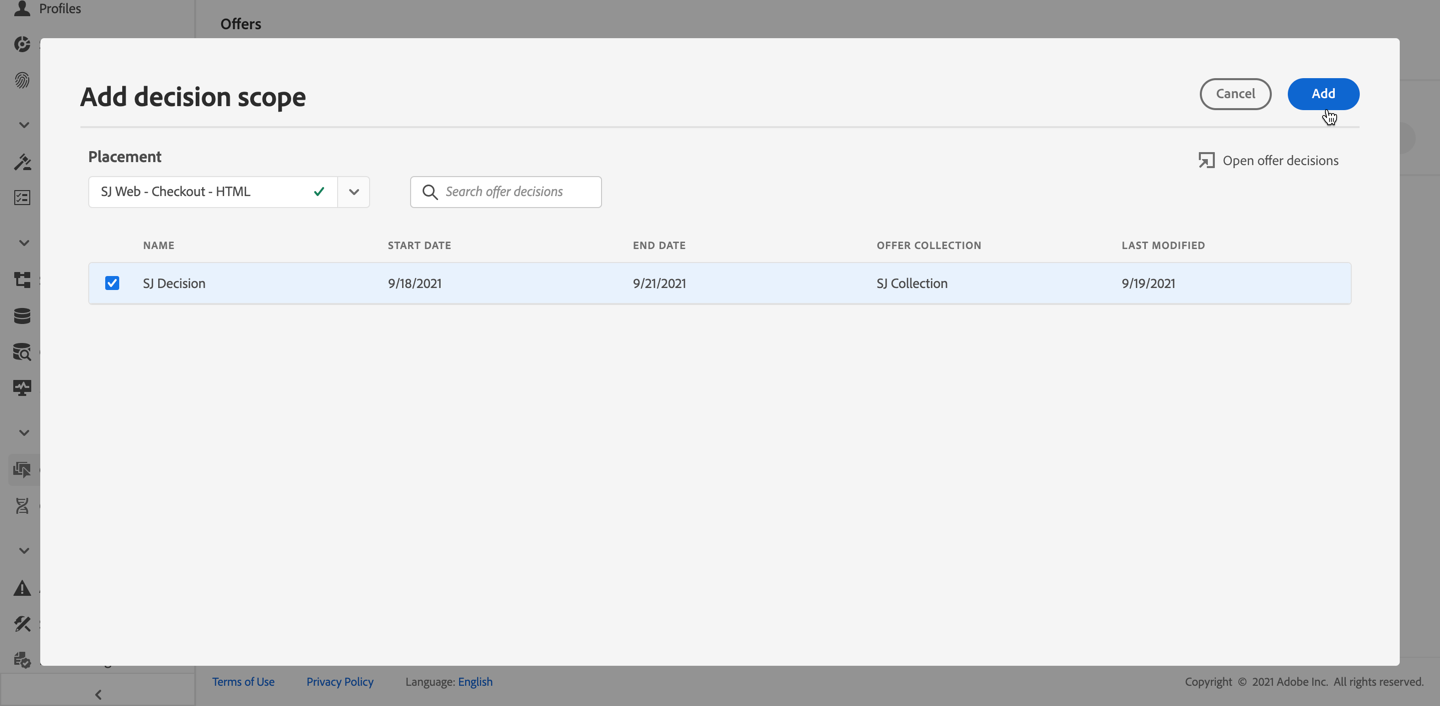 Profiles
Offers
Add decision scope
Cancel
Add
Placement
Open offer decisions
SJ Web - Checkout - HTML
Search offer decisions
NAME START DATE END DATE OFFER COLLECTION LAST MODIFIED
SJ Decision 9/18/2021 9/21/2021 SJ Collection 9/19/2021
Terms of Use Privacy Policy Language: English Copyright © 2021 Adobe Inc. All rights reserved.